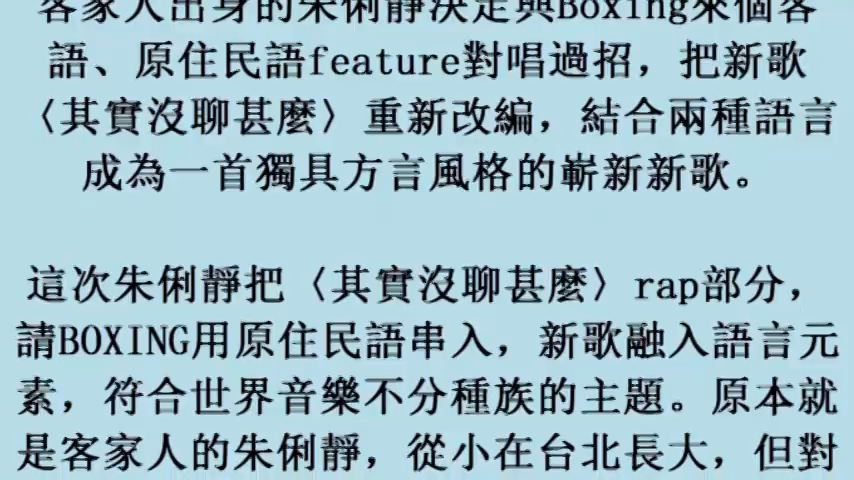 客家人出身的朱俐靜決定與Boxing來個客
語、原住民語feature對唱過招，把新歌
〈其實沒聊甚麼〉重新改編，結合兩種語言
成為一首獨具方言風格的嶄新新歌。
這次朱俐靜把〈其實沒聊甚麼〉rap部分，
請BOXING用原住民語串入，新歌融入語言元
素，符合世界音樂不分種族的主題。原本就
是客家人的朱俐靜，從小在台北長大，但對